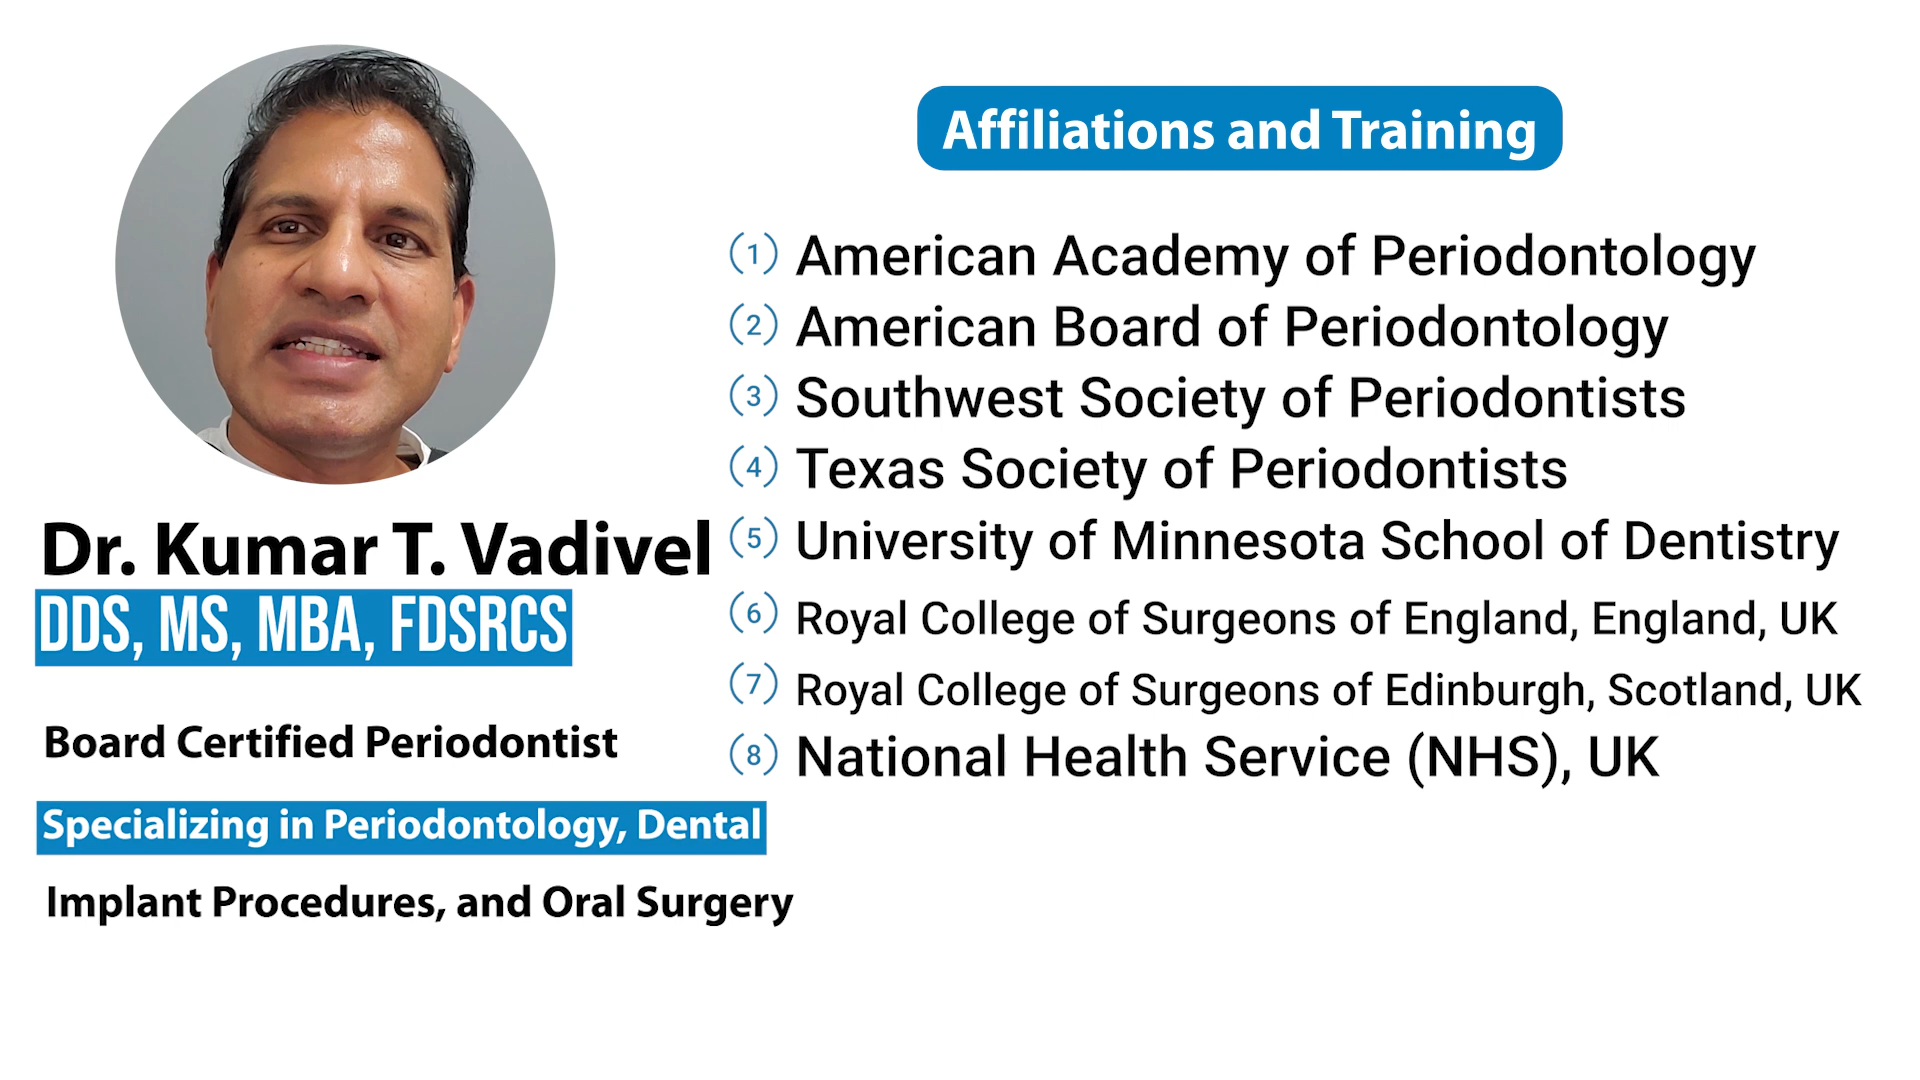 Dr. Kumar T. Vadivel
DDS, MS, MBA, FDSRCS
Board Certified Periodontist
Specializing in Periodontology, Dental
Implant Procedures, and Oral Surgery
Affiliations and Training
(1) American Academy of Periodontology
(2) American Board of Periodontology
(3) Southwest Society of Periodontists
(4) Texas Society of Periodontists
(5) University of Minnesota School of Dentistry
(6) Royal College of Surgeons of England, England, UK
(7) Royal College of Surgeons of Edinburgh, Scotland, UK
(8) National Health Service (NHS), UK